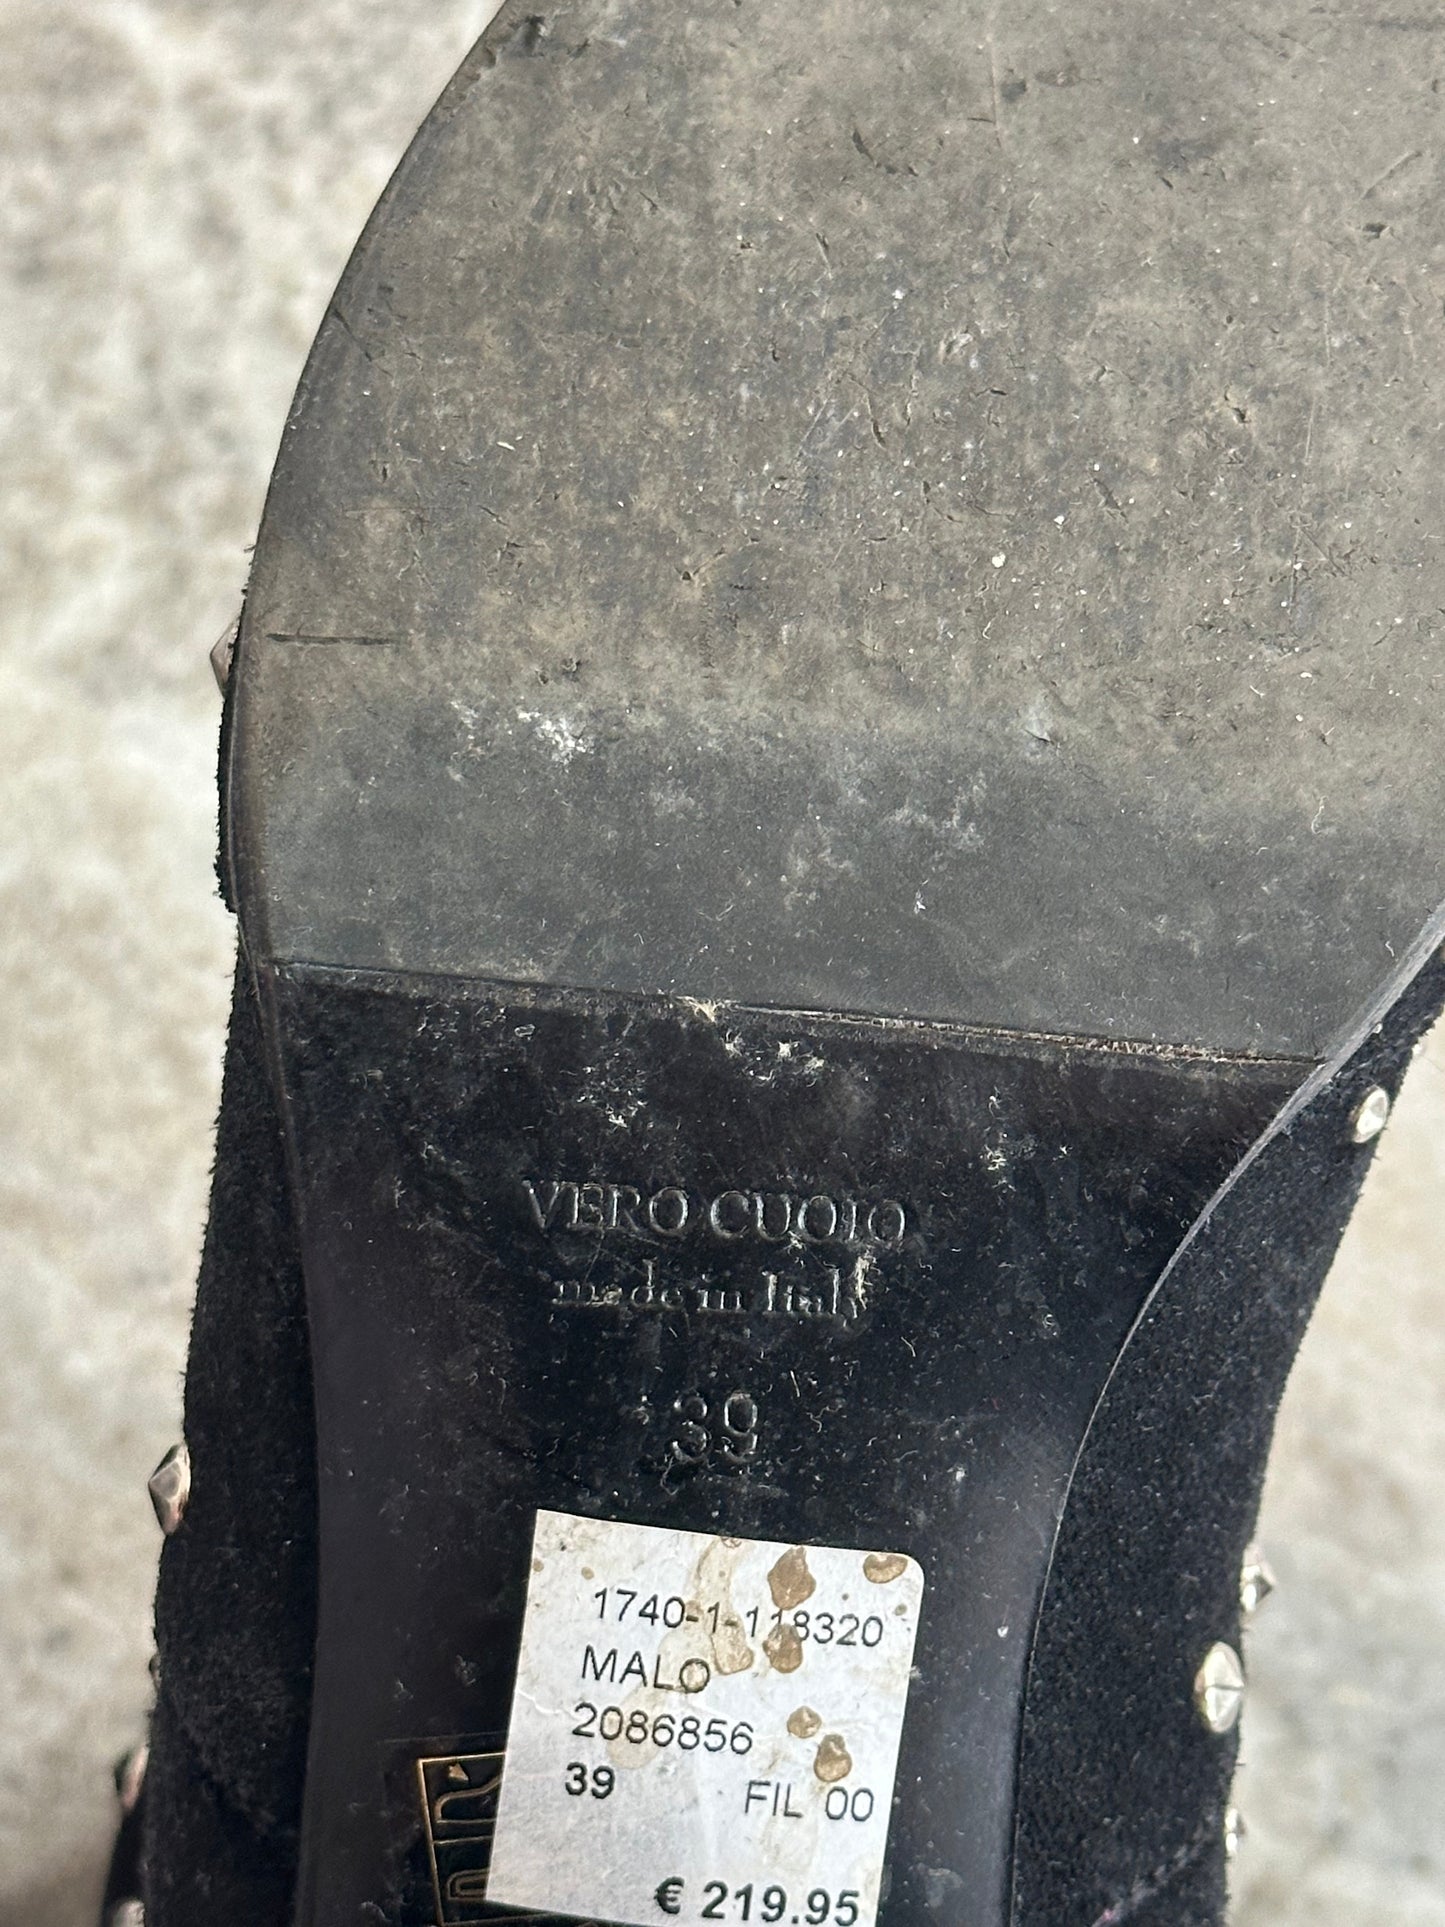 VERO CUOIO
made in Italy
39
1740-1-118320
MALO
2086856
39 FIL 00
€ 219.95